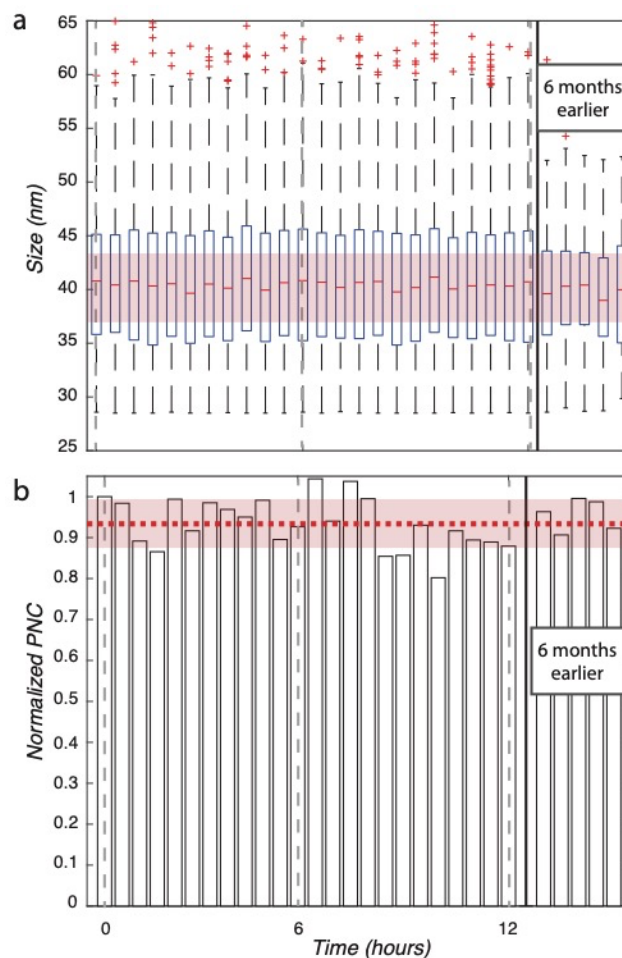 a
65
60
55
50
45
40
35
30
25
Size (nm)
6 months
earlier
b
1
0.9
0.8
0.7
0.6
0.5
0.4
0.3
0.2
0.1
0
Normalized PNC
6 months
earlier
0 6 12
Time (hours)